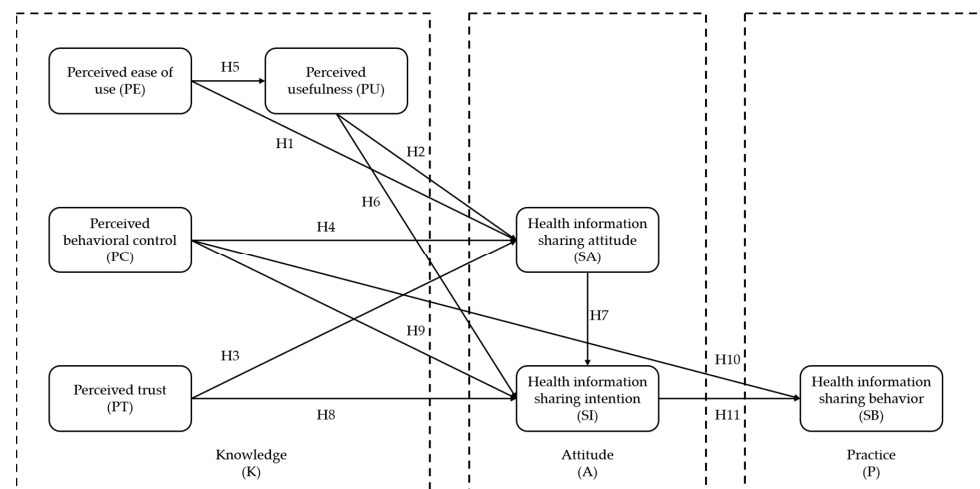 Perceived ease of
use (PE)
H5
Perceived
usefulness (PU)
H1
H2
H6
Perceived
behavioral control
(PC)
H4
Health information
sharing attitude
(SA)
H7
H9
H3
H10
Perceived trust
(PT)
H8
Health information
sharing intention
(SI)
H11
Health information
sharing behavior
(SB)
Knowledge
(K)
Attitude
(A)
Practice
(P)